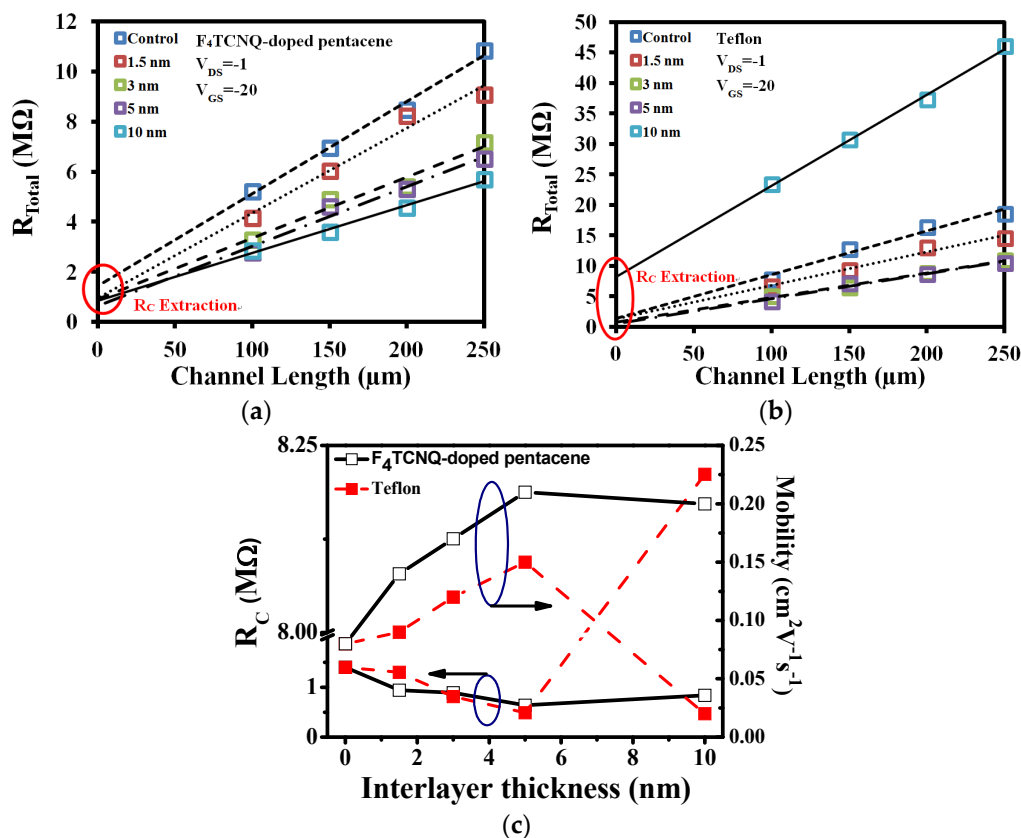 12
10
8
6
4
2
0
R_Total (MΩ)
Control
1.5 nm
3 nm
5 nm
10 nm
F₄TCNQ-doped pentacene
V_DS=-1
V_GS=-20
R_C Extraction
0 50 100 150 200 250
Channel Length (μm)
(a)
50
45
40
35
30
25
20
15
10
5
0
R_Total (MΩ)
Control
1.5 nm
3 nm
5 nm
10 nm
Teflon
V_DS=-1
V_GS=-20
R_C Extraction
0 50 100 150 200 250
Channel Length (μm)
(b)
8.25
8.00
1
0
R_C (MΩ)
F₄TCNQ-doped pentacene
Teflon
0.25
0.20
0.15
0.10
0.05
0.00
Mobility (cm²V⁻¹s⁻¹)
0 2 4 6 8 10
Interlayer thickness (nm)
(c)